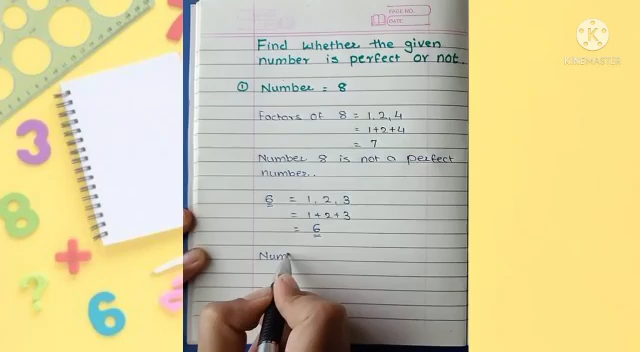 PAGE NO.
DATE
K
KINEMASTER
Find whether the given
number is perfect or not.
① Number = 8
Factors of 8 = 1, 2, 4
= 1+2+4
= 7
Number 8 is not a perfect
number..
6 = 1, 2, 3
= 1+2+3
= 6
Num
3
+
?
6